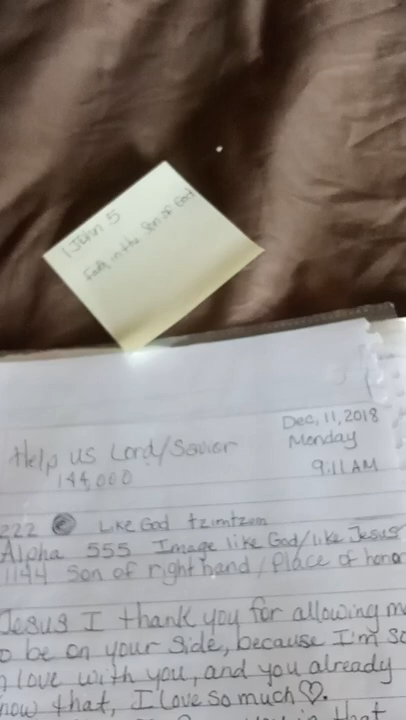 1 John 5
Faith in the Son of God
Dec, 11, 2018
Help us Lord/Savior Monday
144,000 9:11 AM
222 Like God tzimtzum
Alpha 555 Image like God/like Jesus
1144 Son of right hand/Place of honor
Jesus I thank you for allowing me
to be on your side, because I'm so
in love with you, and you already
know that, I love so much ♡.
is that